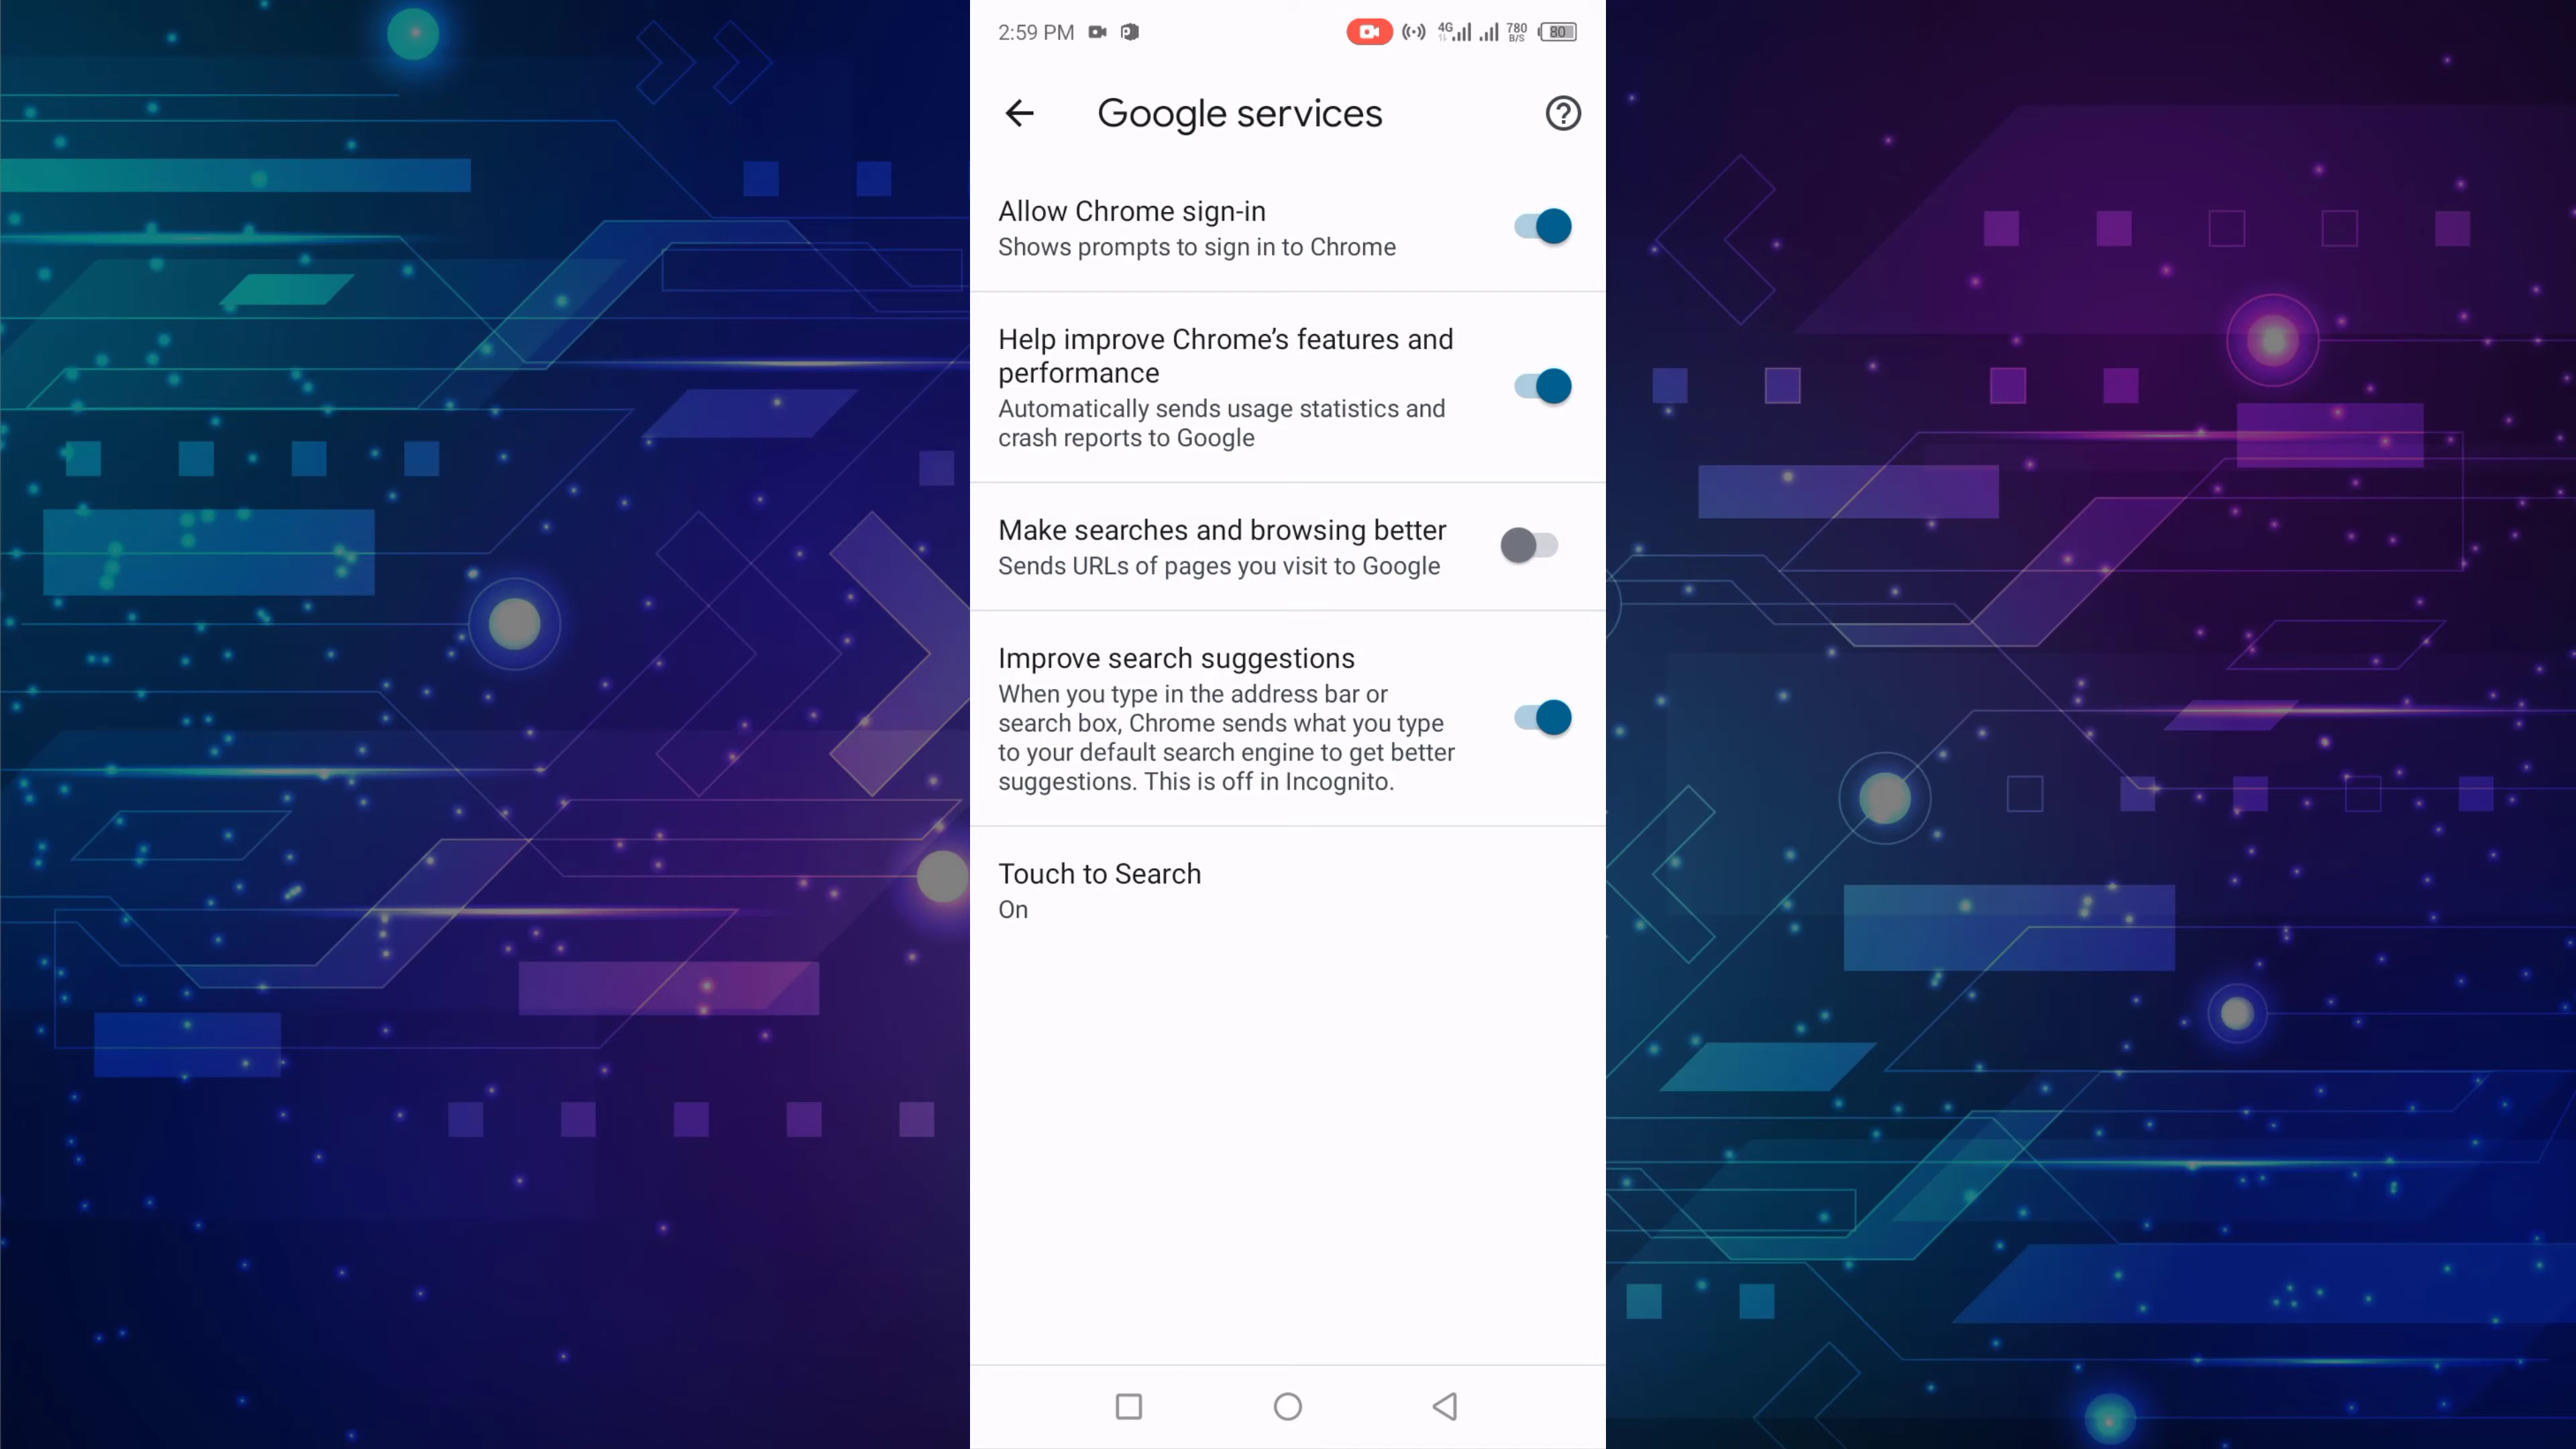 2:59 PM
4G
780
B/S
80
Google services
Allow Chrome sign-in
Shows prompts to sign in to Chrome
Help improve Chrome’s features and
performance
Automatically sends usage statistics and
crash reports to Google
Make searches and browsing better
Sends URLs of pages you visit to Google
Improve search suggestions
When you type in the address bar or
search box, Chrome sends what you type
to your default search engine to get better
suggestions. This is off in Incognito.
Touch to Search
On